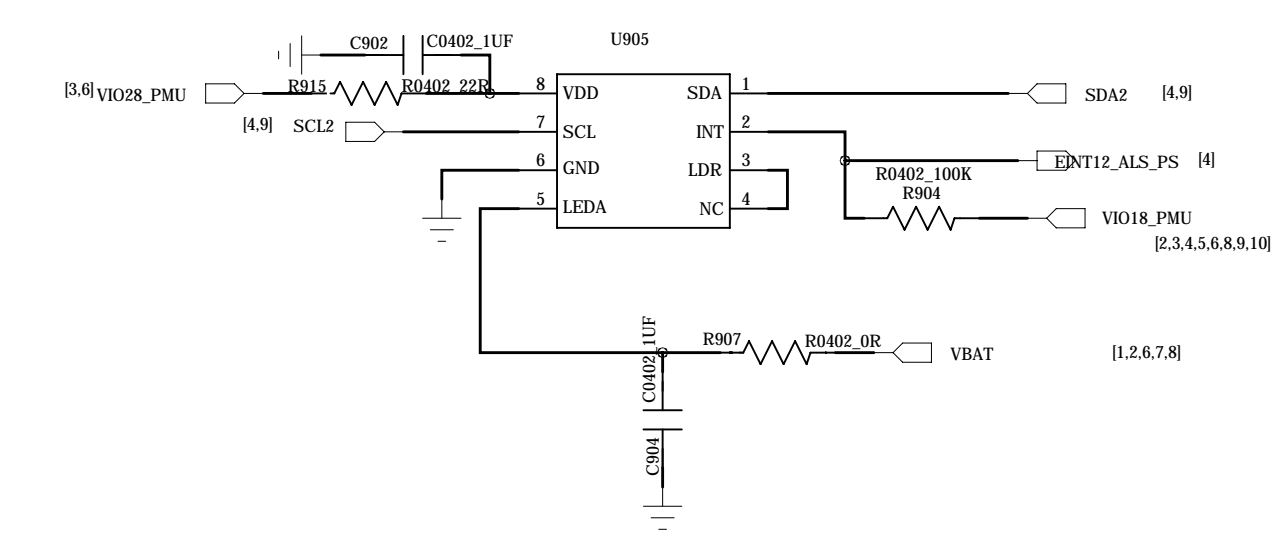 U905
C902
C0402_1UF
[3,6]
VIO28_PMU
R915
R0402_22R
8
VDD
SDA
1
SDA2
[4,9]
[4,9]
SCL2
7
SCL
INT
2
6
GND
LDR
3
EINT12_ALS_PS
[4]
R0402_100K
R904
5
LEDA
NC
4
VIO18_PMU
[2,3,4,5,6,8,9,10]
C0402_1UF
R907
R0402_0R
VBAT
[1,2,6,7,8]
C904